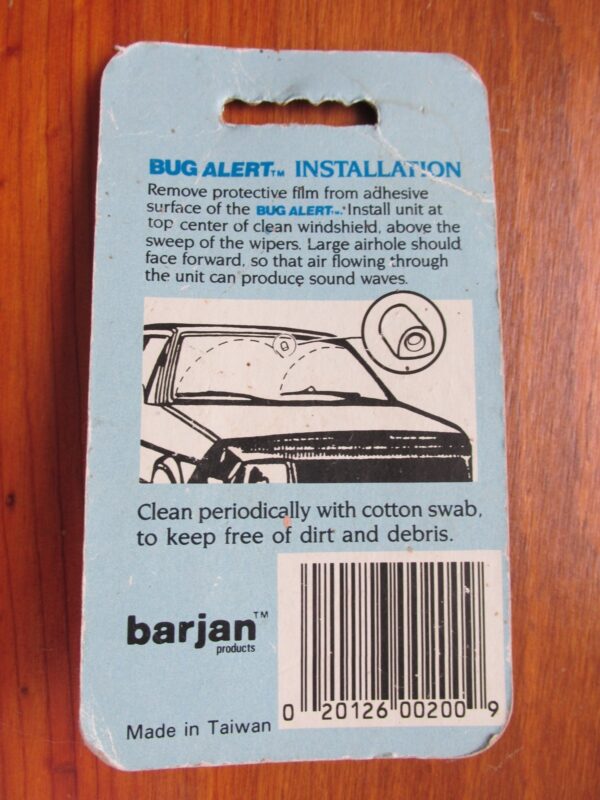 BUG ALERT™ INSTALLATION
Remove protective film from adhesive
surface of the BUG ALERT™. Install unit at
top center of clean windshield, above the
sweep of the wipers. Large airhole should
face forward, so that air flowing through
the unit can produce sound waves.
Clean periodically with cotton swab,
to keep free of dirt and debris.
barjan™
products
Made in Taiwan
0 20126 00200 9